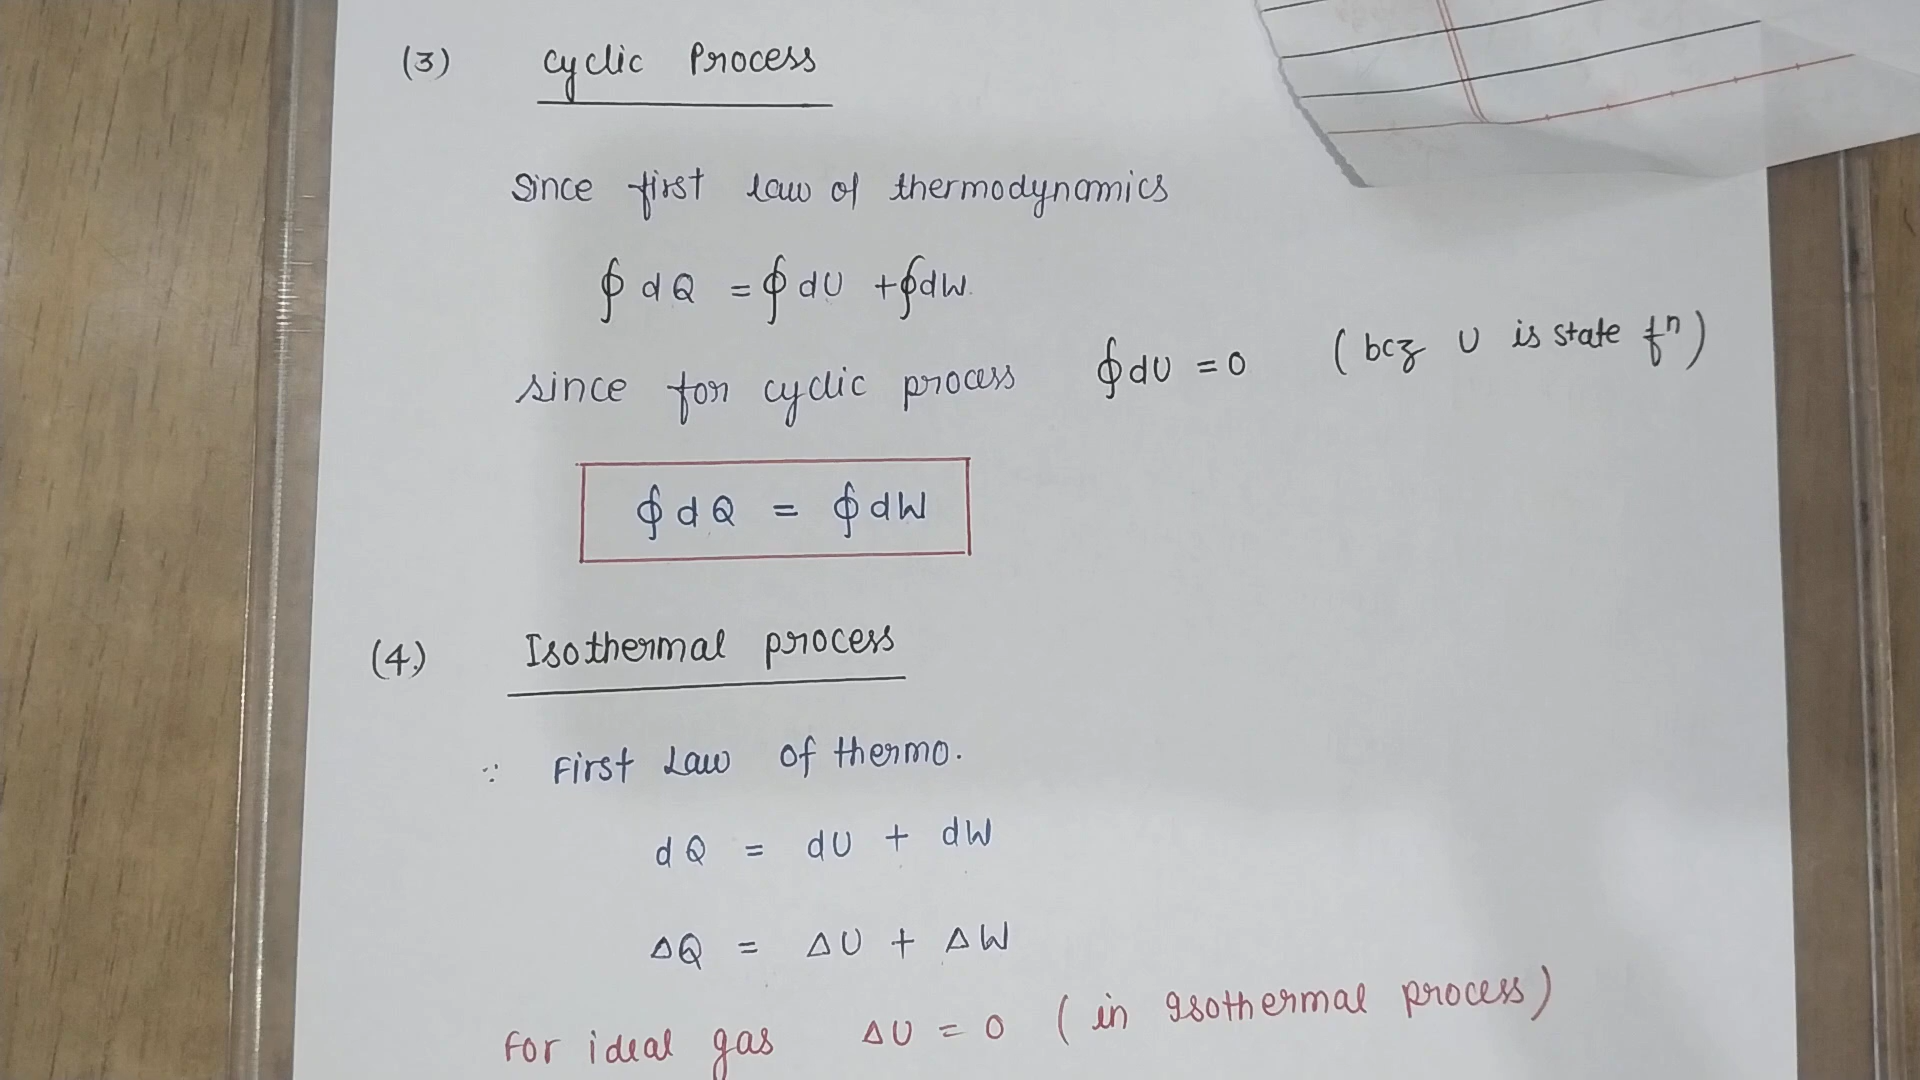 (3) Cyclic Process
Since first law of thermodynamics
∮ dQ = ∮ dU + ∮dW.
since for cyclic process ∮dU = 0 (bcz U is state fⁿ)
∮ dQ = ∮ dW
(4.) Isothermal process
∵ First Law of thermo.
dQ = dU + dW
ΔQ = ΔU + ΔW
For ideal gas ΔU = 0 (in Isothermal process)